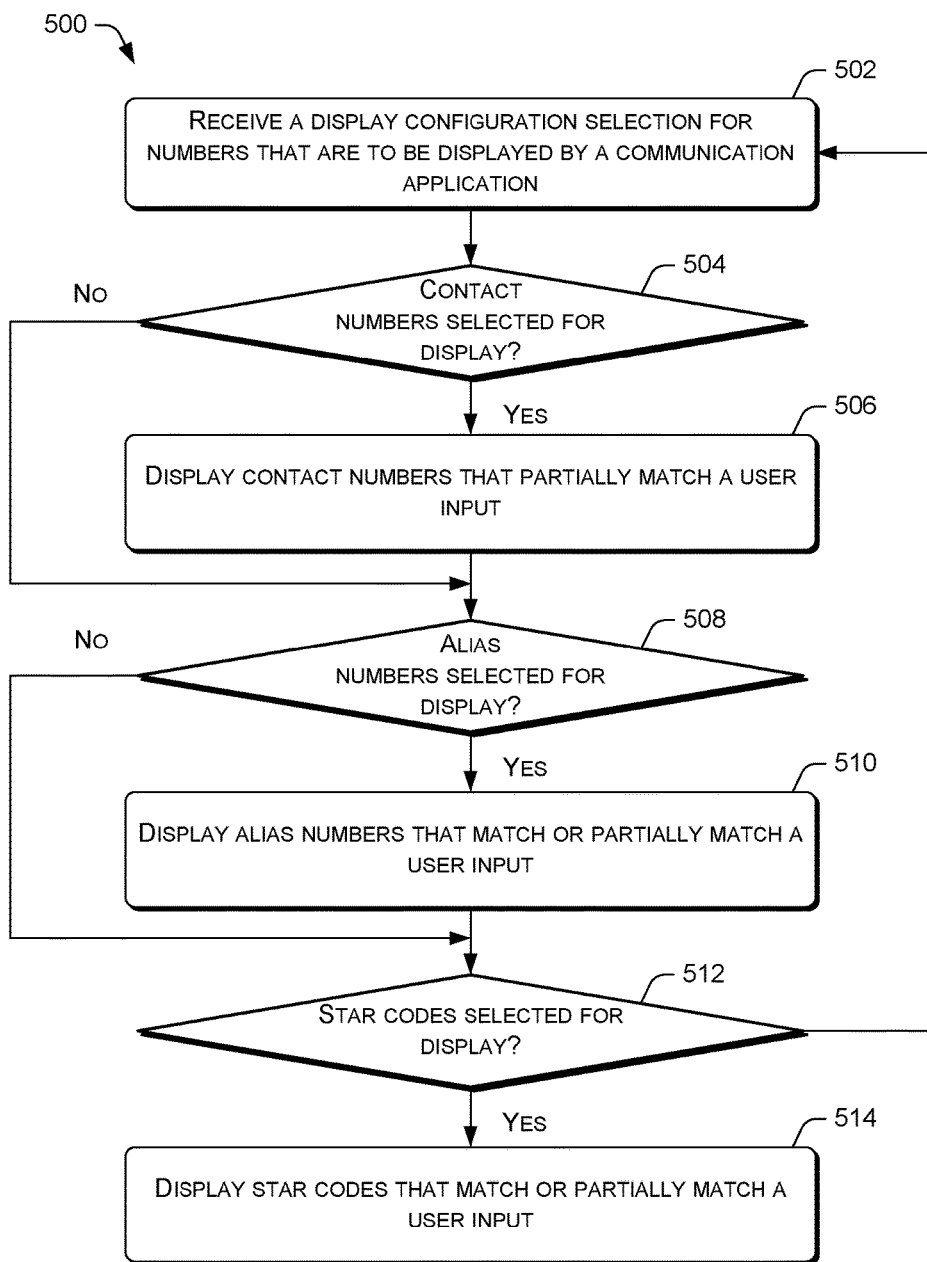 500
502
RECEIVE A DISPLAY CONFIGURATION SELECTION FOR
NUMBERS THAT ARE TO BE DISPLAYED BY A COMMUNICATION
APPLICATION
504
NO
CONTACT
NUMBERS SELECTED FOR
DISPLAY?
YES
506
DISPLAY CONTACT NUMBERS THAT PARTIALLY MATCH A USER
INPUT
508
NO
ALIAS
NUMBERS SELECTED FOR
DISPLAY?
YES
510
DISPLAY ALIAS NUMBERS THAT MATCH OR PARTIALLY MATCH A
USER INPUT
512
STAR CODES SELECTED FOR
DISPLAY?
YES
514
DISPLAY STAR CODES THAT MATCH OR PARTIALLY MATCH A
USER INPUT